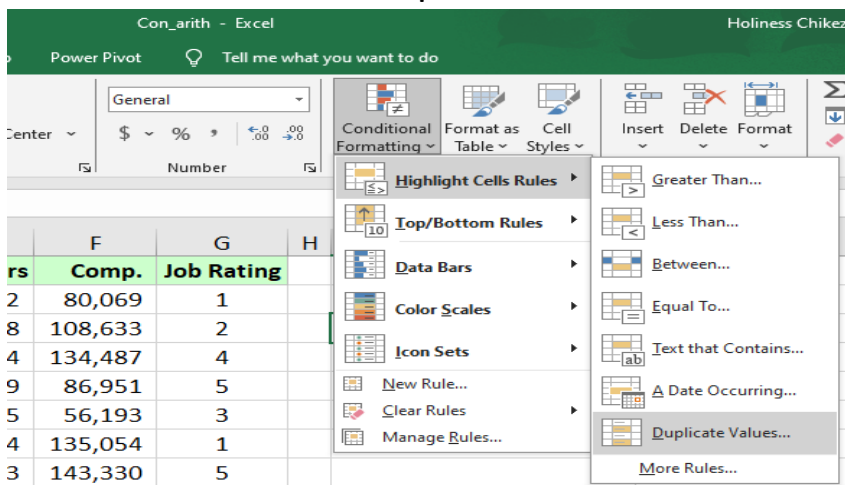 Con_arith - Excel
Holiness Chikez
Power Pivot Tell me what you want to do
General
Center
$ % , .00
Number
Conditional Formatting
Format as Table
Cell Styles
Insert Delete Format
Highlight Cells Rules
Top/Bottom Rules
Data Bars
Color Scales
Icon Sets
New Rule...
Clear Rules
Manage Rules...
Greater Than...
Less Than...
Between...
Equal To...
Text that Contains...
A Date Occurring...
Duplicate Values...
More Rules...
F G H
rs Comp. Job Rating
2 80,069 1
8 108,633 2
4 134,487 4
9 86,951 5
5 56,193 3
4 135,054 1
3 143,330 5